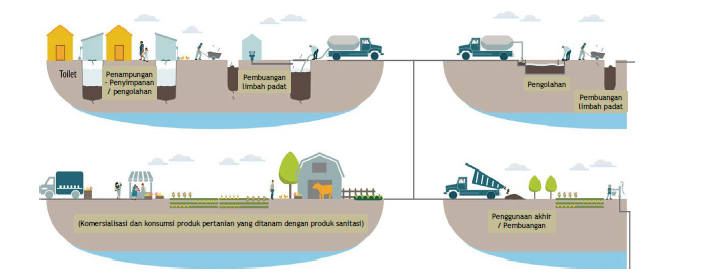 Toilet
Penampungan
- Penyimpanan
/ pengolahan
Pembuangan
limbah padat
Pengolahan
Pembuangan
limbah padat
(Komersialisasi dan konsumsi produk pertanian yang ditanam dengan produk sanitasi)
Penggunaan akhir
/ Pembuangan